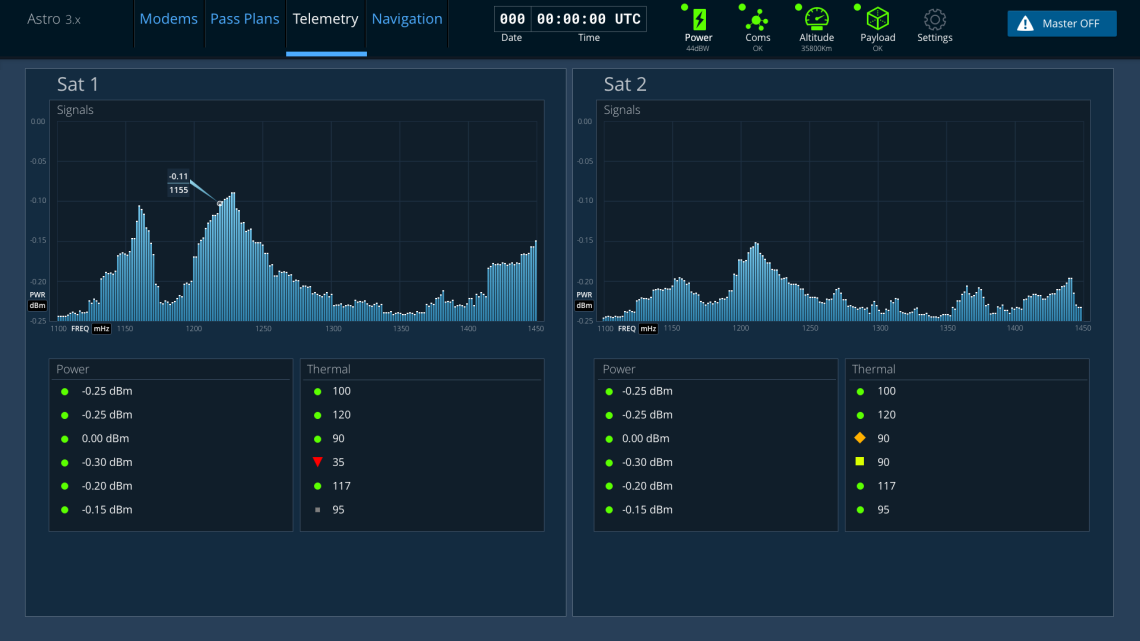 Astro 3.x
Modems
Pass Plans
Telemetry
Navigation
000 00:00:00 UTC
Date Time
Power
44dBW
Coms
OK
Altitude
35800Km
Payload
OK
Settings
Master OFF
Sat 1
Signals
0.00
-0.05
-0.10
-0.15
-0.20
PWR
dBm
-0.25
-0.11
1155
1100 FREQ mHz 1150 1200 1250 1300 1350 1400 1450
Power
-0.25 dBm
-0.25 dBm
0.00 dBm
-0.30 dBm
-0.20 dBm
-0.15 dBm
Thermal
100
120
90
35
117
95
Sat 2
Signals
0.00
-0.05
-0.10
-0.15
-0.20
PWR
dBm
-0.25
1100 FREQ mHz 1150 1200 1250 1300 1350 1400 1450
Power
-0.25 dBm
-0.25 dBm
0.00 dBm
-0.30 dBm
-0.20 dBm
-0.15 dBm
Thermal
100
120
90
90
117
95